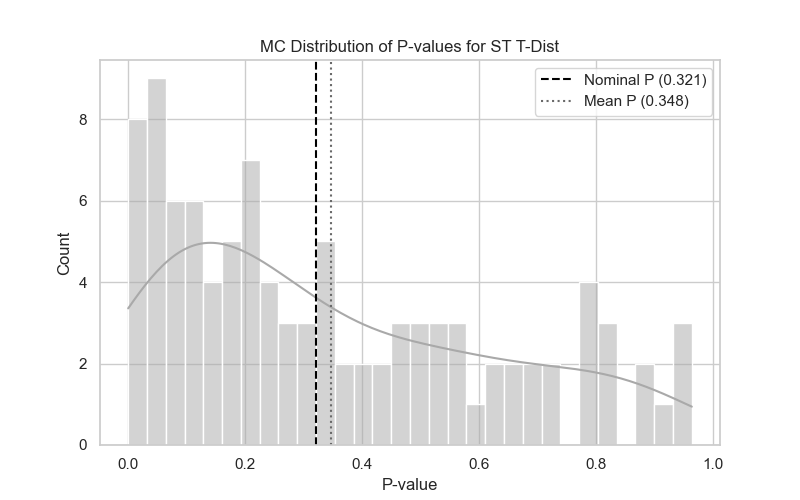 MC Distribution of P-values for ST T-Dist
Nominal P (0.321)
Mean P (0.348)
8
6
4
2
0
Count
0.0 0.2 0.4 0.6 0.8 1.0
P-value